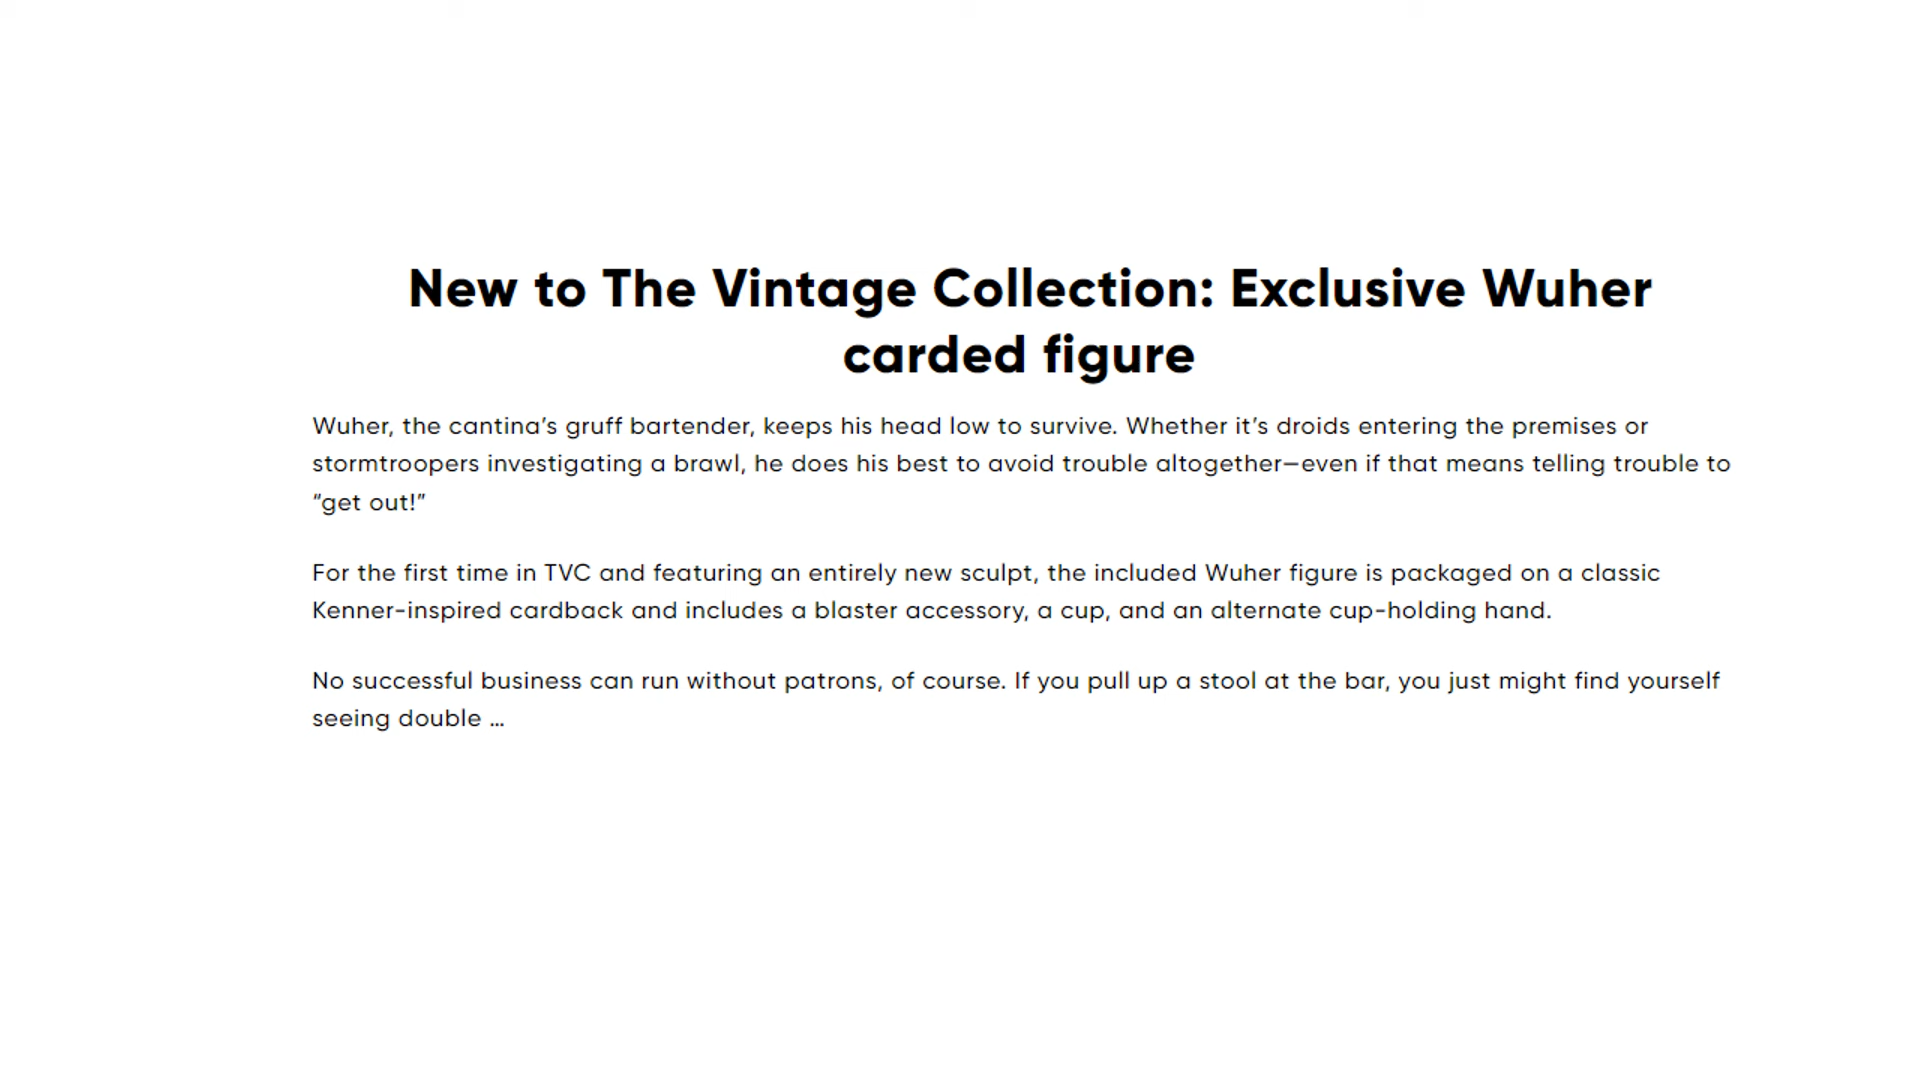 New to The Vintage Collection: Exclusive Wuher
carded figure
Wuher, the cantina’s gruff bartender, keeps his head low to survive. Whether it’s droids entering the premises or
stormtroopers investigating a brawl, he does his best to avoid trouble altogether—even if that means telling trouble to
“get out!”
For the first time in TVC and featuring an entirely new sculpt, the included Wuher figure is packaged on a classic
Kenner-inspired cardback and includes a blaster accessory, a cup, and an alternate cup-holding hand.
No successful business can run without patrons, of course. If you pull up a stool at the bar, you just might find yourself
seeing double …